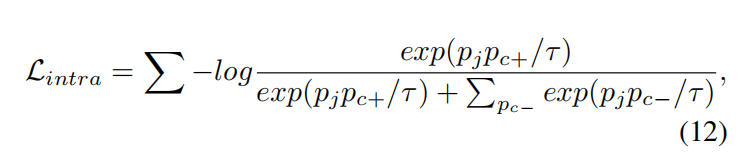 $\mathcal{L}_{intra} = \sum -log \frac{exp(p_j p_{c+}/\tau)}{exp(p_j p_{c+}/\tau) + \sum_{p_{c-}} exp(p_j p_{c-}/\tau)},$
(12)